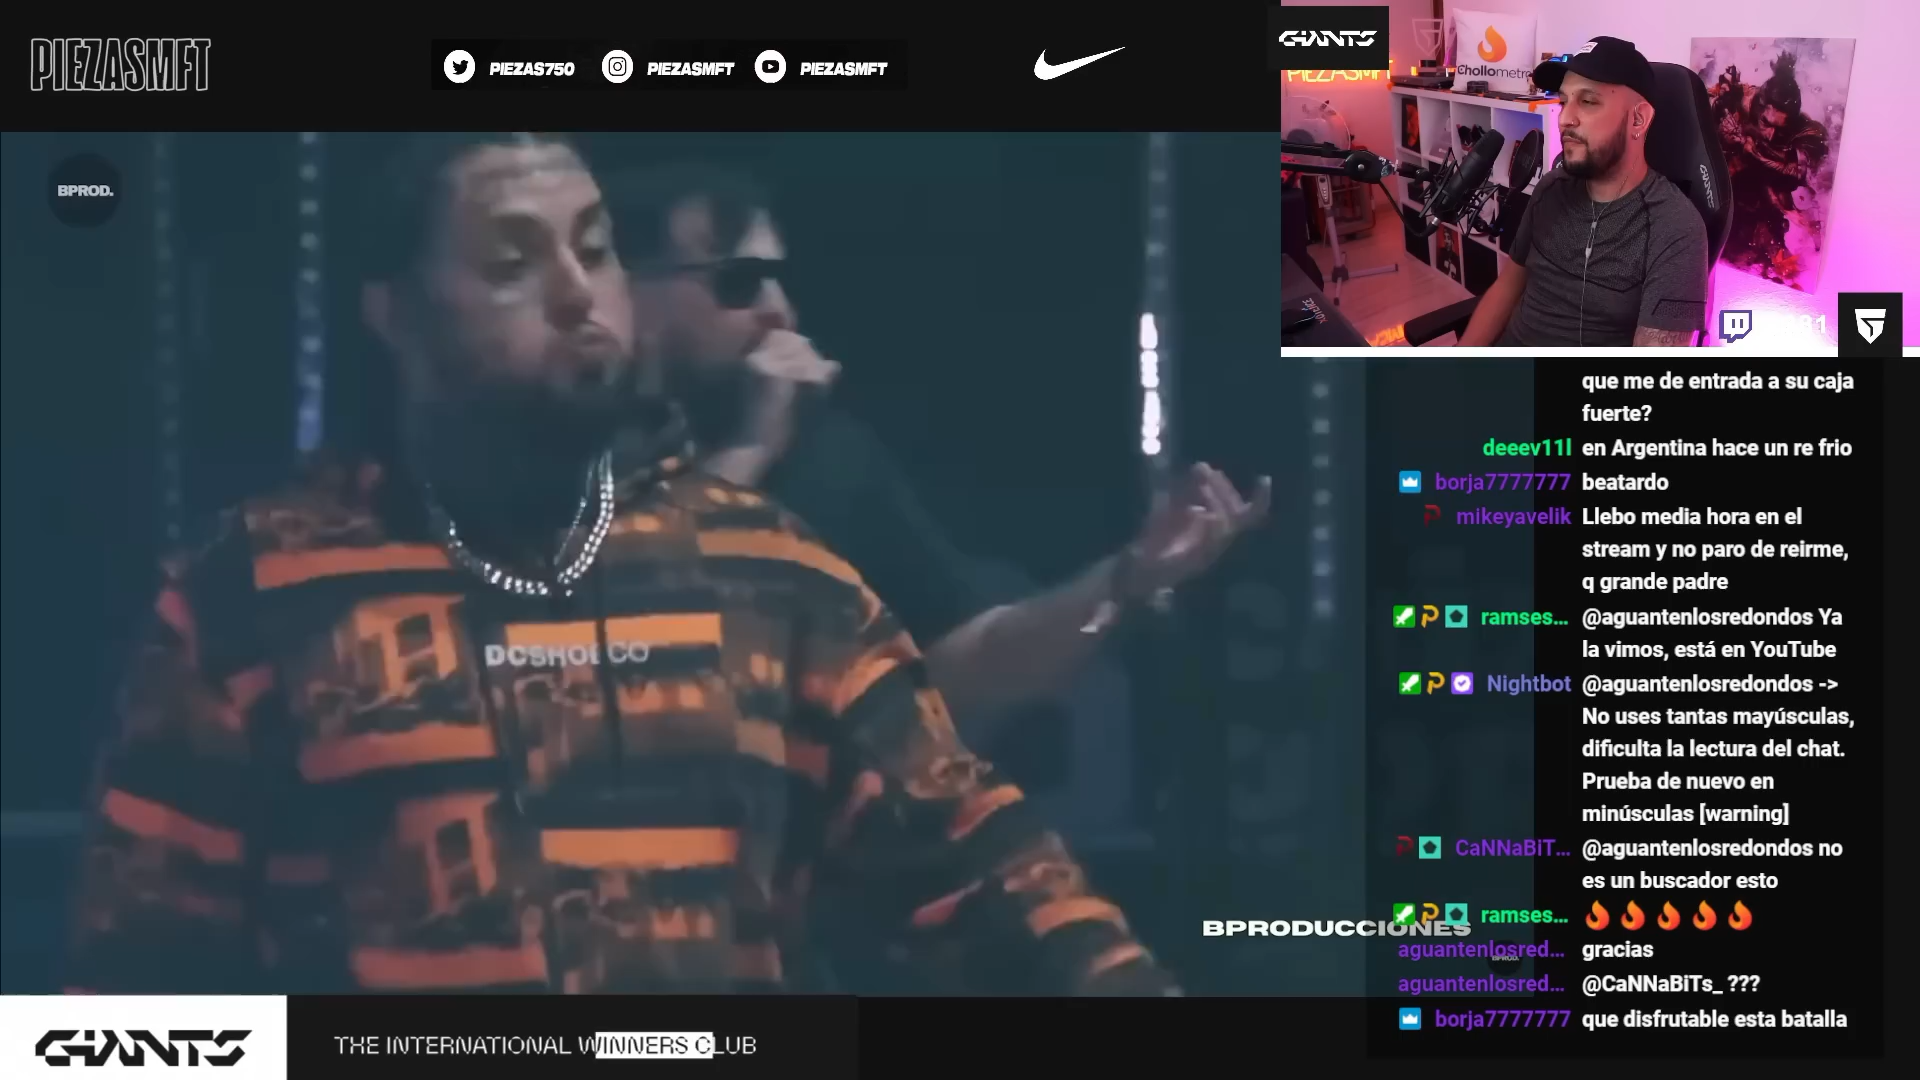 PIEZASMFT
PIEZAS750
PIEZASMFT
PIEZASMFT
GIANTS
PIEZASMFT
Chollometro
BPROD.
DCSHOECO
que me de entrada a su caja
fuerte?
deeev11l en Argentina hace un re frio
borja7777777 beatardo
mikeyavelik Llebo media hora en el
stream y no paro de reirme,
q grande padre
ramses... @aguantenlosredondos Ya
la vimos, está en YouTube
Nightbot @aguantenlosredondos ->
No uses tantas mayúsculas,
dificulta la lectura del chat.
Prueba de nuevo en
minúsculas [warning]
CaNNaBiT... @aguantenlosredondos no
es un buscador esto
ramses...
BPRODUCCIONES
aguantenlosred... gracias
BPROD.
aguantenlosred... @CaNNaBiTs_ ???
borja7777777 que disfrutable esta batalla
GIANTS
THE INTERNATIONAL WINNERS CLUB